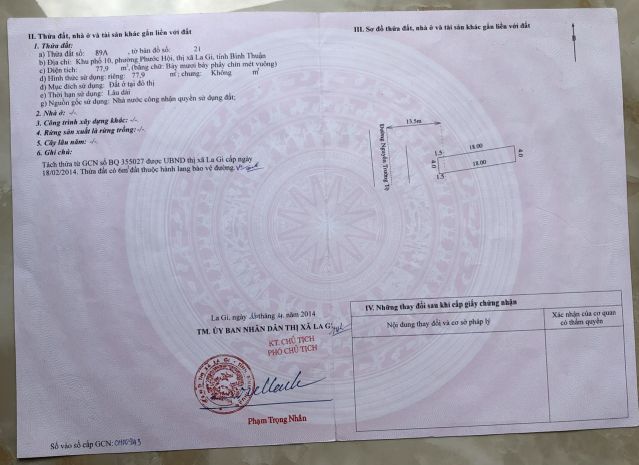 II. Thửa đất, nhà ở và tài sản khác gắn liền với đất
1. Thửa đất:
a) Thửa đất số: 89A , tờ bản đồ số: 21
b) Địa chỉ: Khu phố 10, phường Phước Hội, thị xã La Gi, tỉnh Bình Thuận
c) Diện tích: 77,9 m², (bằng chữ: Bảy mươi bảy phẩy chín mét vuông)
d) Hình thức sử dụng: riêng: 77,9 m²; chung: Không m²
đ) Mục đích sử dụng: Đất ở tại đô thị
e) Thời hạn sử dụng: Lâu dài
g) Nguồn gốc sử dụng: Nhà nước công nhận quyền sử dụng đất;
2. Nhà ở: -/-
3. Công trình xây dựng khác: -/-
4. Rừng sản xuất là rừng trồng: -/-
5. Cây lâu năm: -/-
6. Ghi chú:
Tách thửa từ GCN số BQ 355027 được UBND thị xã La Gi cấp ngày
18/02/2014. Thửa đất có 6m² đất thuộc hành lang bảo vệ đường.
La Gi, ngày tháng năm 2014
TM. ỦY BAN NHÂN DÂN THỊ XÃ LA GI
KT. CHỦ TỊCH
PHÓ CHỦ TỊCH
Phạm Trọng Nhân
Số vào sổ cấp GCN:
III. Sơ đồ thửa đất, nhà ở và tài sản khác gắn liền với đất
B
13.5m
Đường Nguyễn Trường Tộ
1.5
18.00
4.0
4.0
18.00
1.5
IV. Những thay đổi sau khi cấp giấy chứng nhận
Nội dung thay đổi và cơ sở pháp lý
Xác nhận của cơ quan
có thẩm quyền